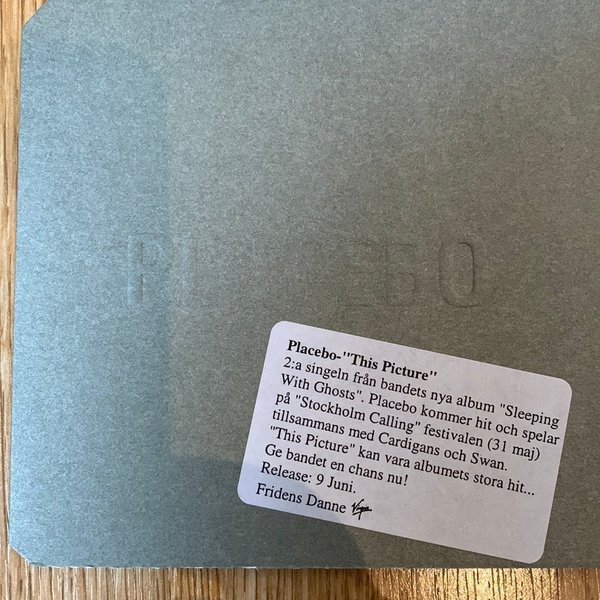 PLACEBO
Placebo-"This Picture"
2:a singeln från bandets nya album "Sleeping
With Ghosts". Placebo kommer hit och spelar
på "Stockholm Calling" festivalen (31 maj)
tillsammans med Cardigans och Swan.
"This Picture" kan vara albumets stora hit...
Ge bandet en chans nu!
Release: 9 Juni.
Fridens Danne Virgin